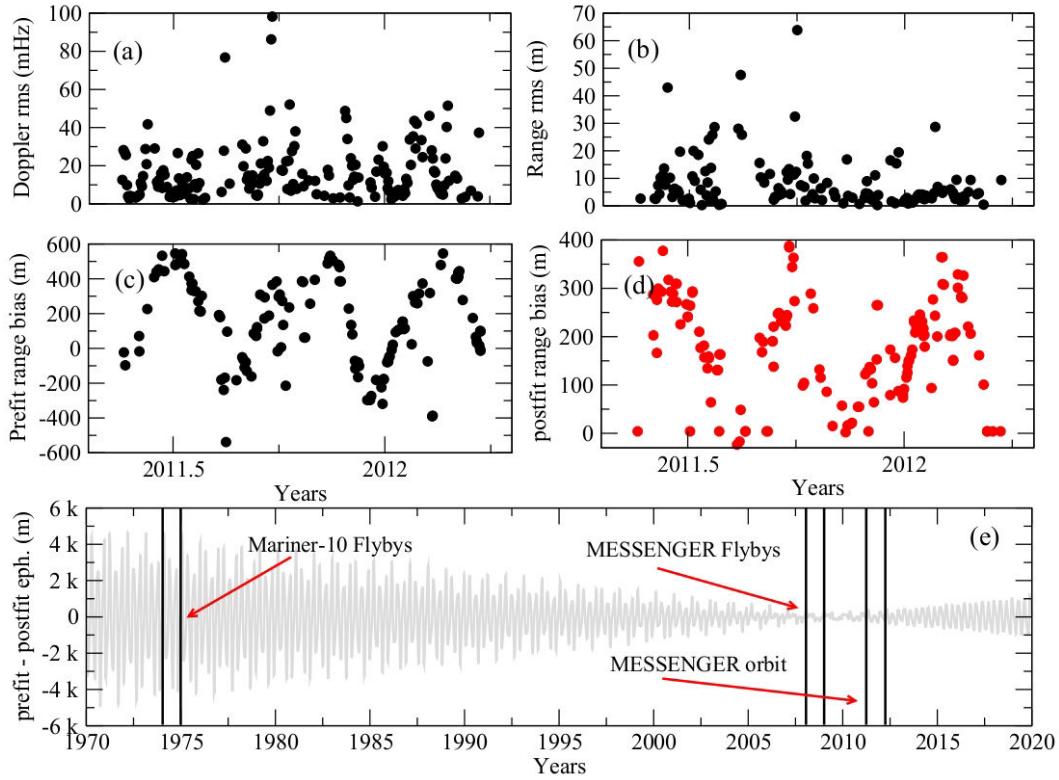 100
80
60
40
20
0
Doppler rms (mHz)
(a)
70
60
50
40
30
20
10
0
Range rms (m)
(b)
600
400
200
0
-200
-400
-600
Prefit range bias (m)
(c)
2011.5 2012
Years
400
300
200
100
0
postfit range bias (m)
(d)
2011.5 2012
Years
6 k
4 k
2 k
0
-2 k
-4 k
-6 k
prefit - postfit eph. (m)
(e)
Mariner-10 Flybys
MESSENGER Flybys
MESSENGER orbit
1970 1975 1980 1985 1990 1995 2000 2005 2010 2015 2020
Years